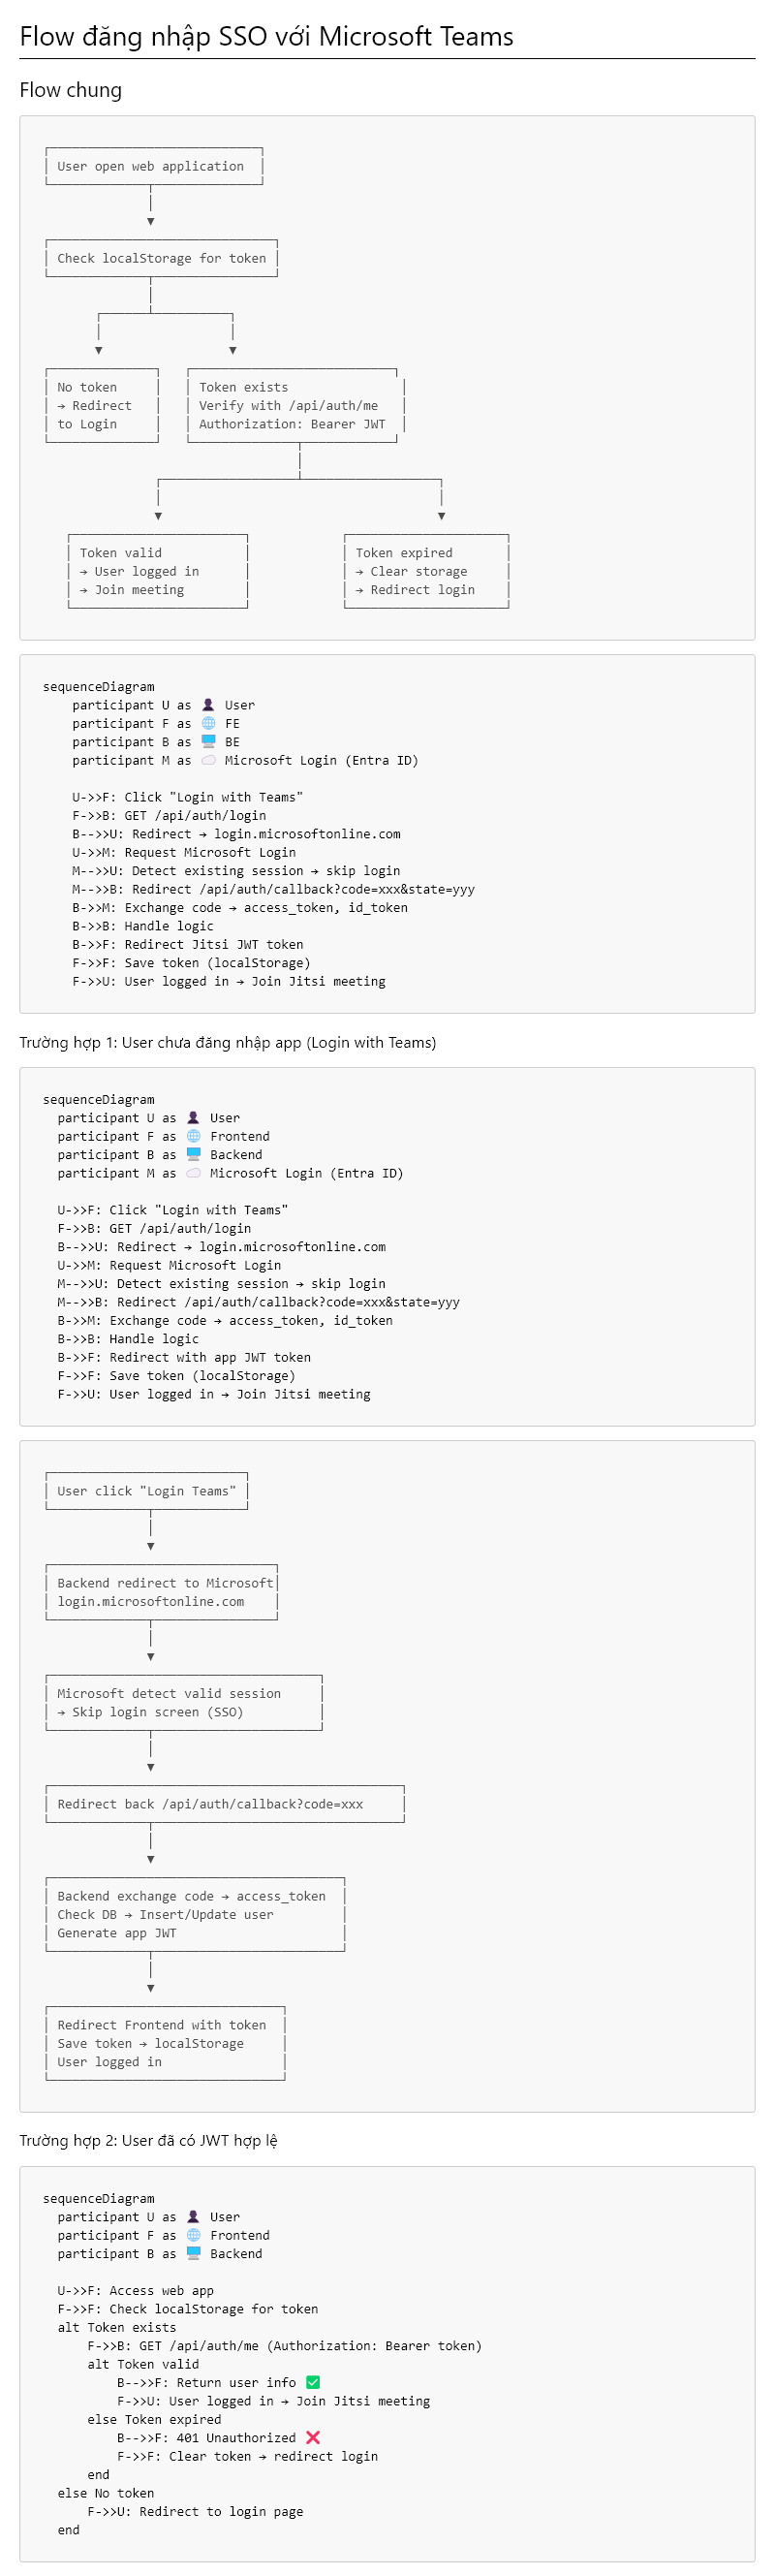 Flow đăng nhập SSO với Microsoft Teams
Flow chung
User open web application
Check localStorage for token
No token
→ Redirect
to Login
Token exists
Verify with /api/auth/me
Authorization: Bearer JWT
Token valid
→ User logged in
→ Join meeting
Token expired
→ Clear storage
→ Redirect login
sequenceDiagram
participant U as 👤 User
participant F as 🌐 FE
participant B as 🖥️ BE
participant M as ☁️ Microsoft Login (Entra ID)
U->>F: Click "Login with Teams"
F->>B: GET /api/auth/login
B-->>U: Redirect → login.microsoftonline.com
U->>M: Request Microsoft Login
M-->>U: Detect existing session → skip login
M-->>B: Redirect /api/auth/callback?code=xxx&state=yyy
B->>M: Exchange code → access_token, id_token
B->>B: Handle logic
B->>F: Redirect Jitsi JWT token
F->>F: Save token (localStorage)
F->>U: User logged in → Join Jitsi meeting
Trường hợp 1: User chưa đăng nhập app (Login with Teams)
sequenceDiagram
participant U as 👤 User
participant F as 🌐 Frontend
participant B as 🖥️ Backend
participant M as ☁️ Microsoft Login (Entra ID)
U->>F: Click "Login with Teams"
F->>B: GET /api/auth/login
B-->>U: Redirect → login.microsoftonline.com
U->>M: Request Microsoft Login
M-->>U: Detect existing session → skip login
M-->>B: Redirect /api/auth/callback?code=xxx&state=yyy
B->>M: Exchange code → access_token, id_token
B->>B: Handle logic
B->>F: Redirect with app JWT token
F->>F: Save token (localStorage)
F->>U: User logged in → Join Jitsi meeting
User click "Login Teams"
Backend redirect to Microsoft
login.microsoftonline.com
Microsoft detect valid session
→ Skip login screen (SSO)
Redirect back /api/auth/callback?code=xxx
Backend exchange code → access_token
Check DB → Insert/Update user
Generate app JWT
Redirect Frontend with token
Save token → localStorage
User logged in
Trường hợp 2: User đã có JWT hợp lệ
sequenceDiagram
participant U as 👤 User
participant F as 🌐 Frontend
participant B as 🖥️ Backend
U->>F: Access web app
F->>F: Check localStorage for token
alt Token exists
F->>B: GET /api/auth/me (Authorization: Bearer token)
alt Token valid
B-->>F: Return user info ✅
F->>U: User logged in → Join Jitsi meeting
else Token expired
B-->>F: 401 Unauthorized ❌
F->>F: Clear token → redirect login
end
else No token
F->>U: Redirect to login page
end